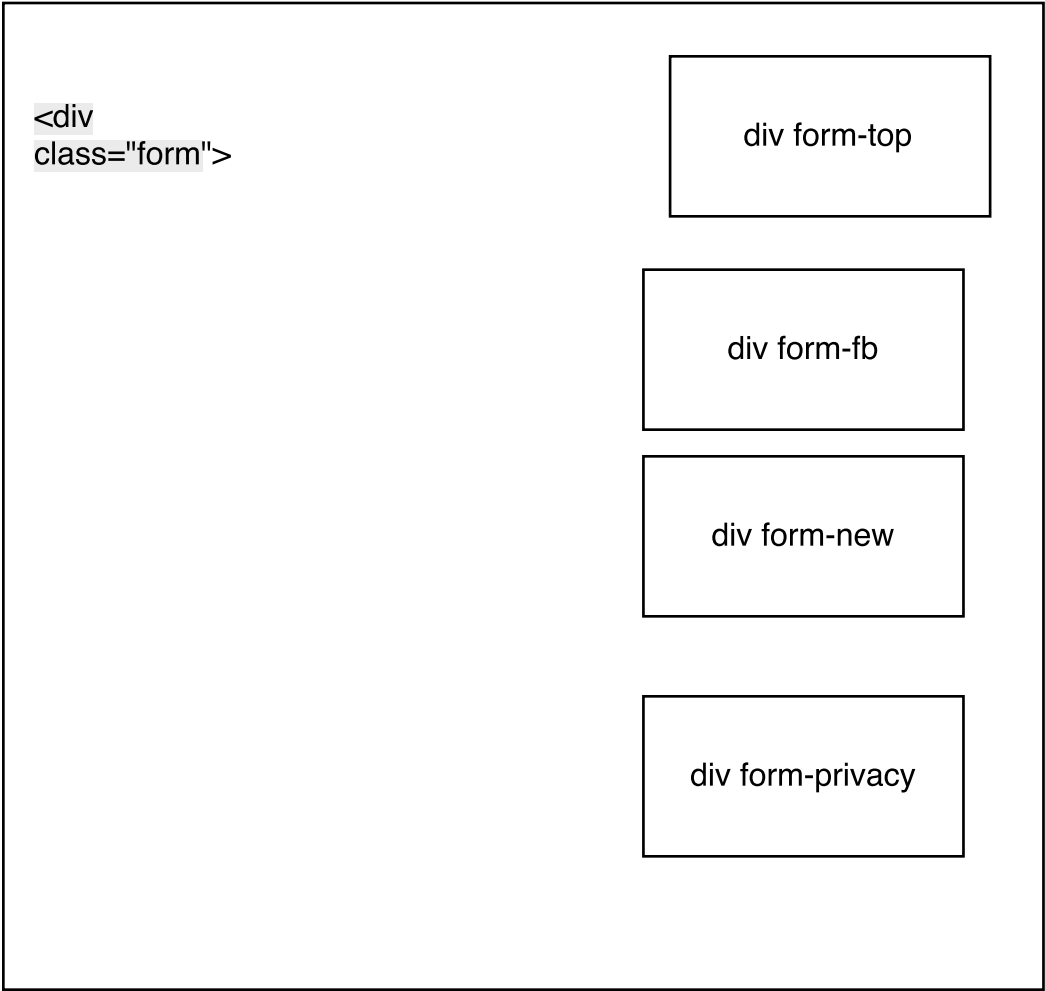 <div
class="form">
div form-top
div form-fb
div form-new
div form-privacy